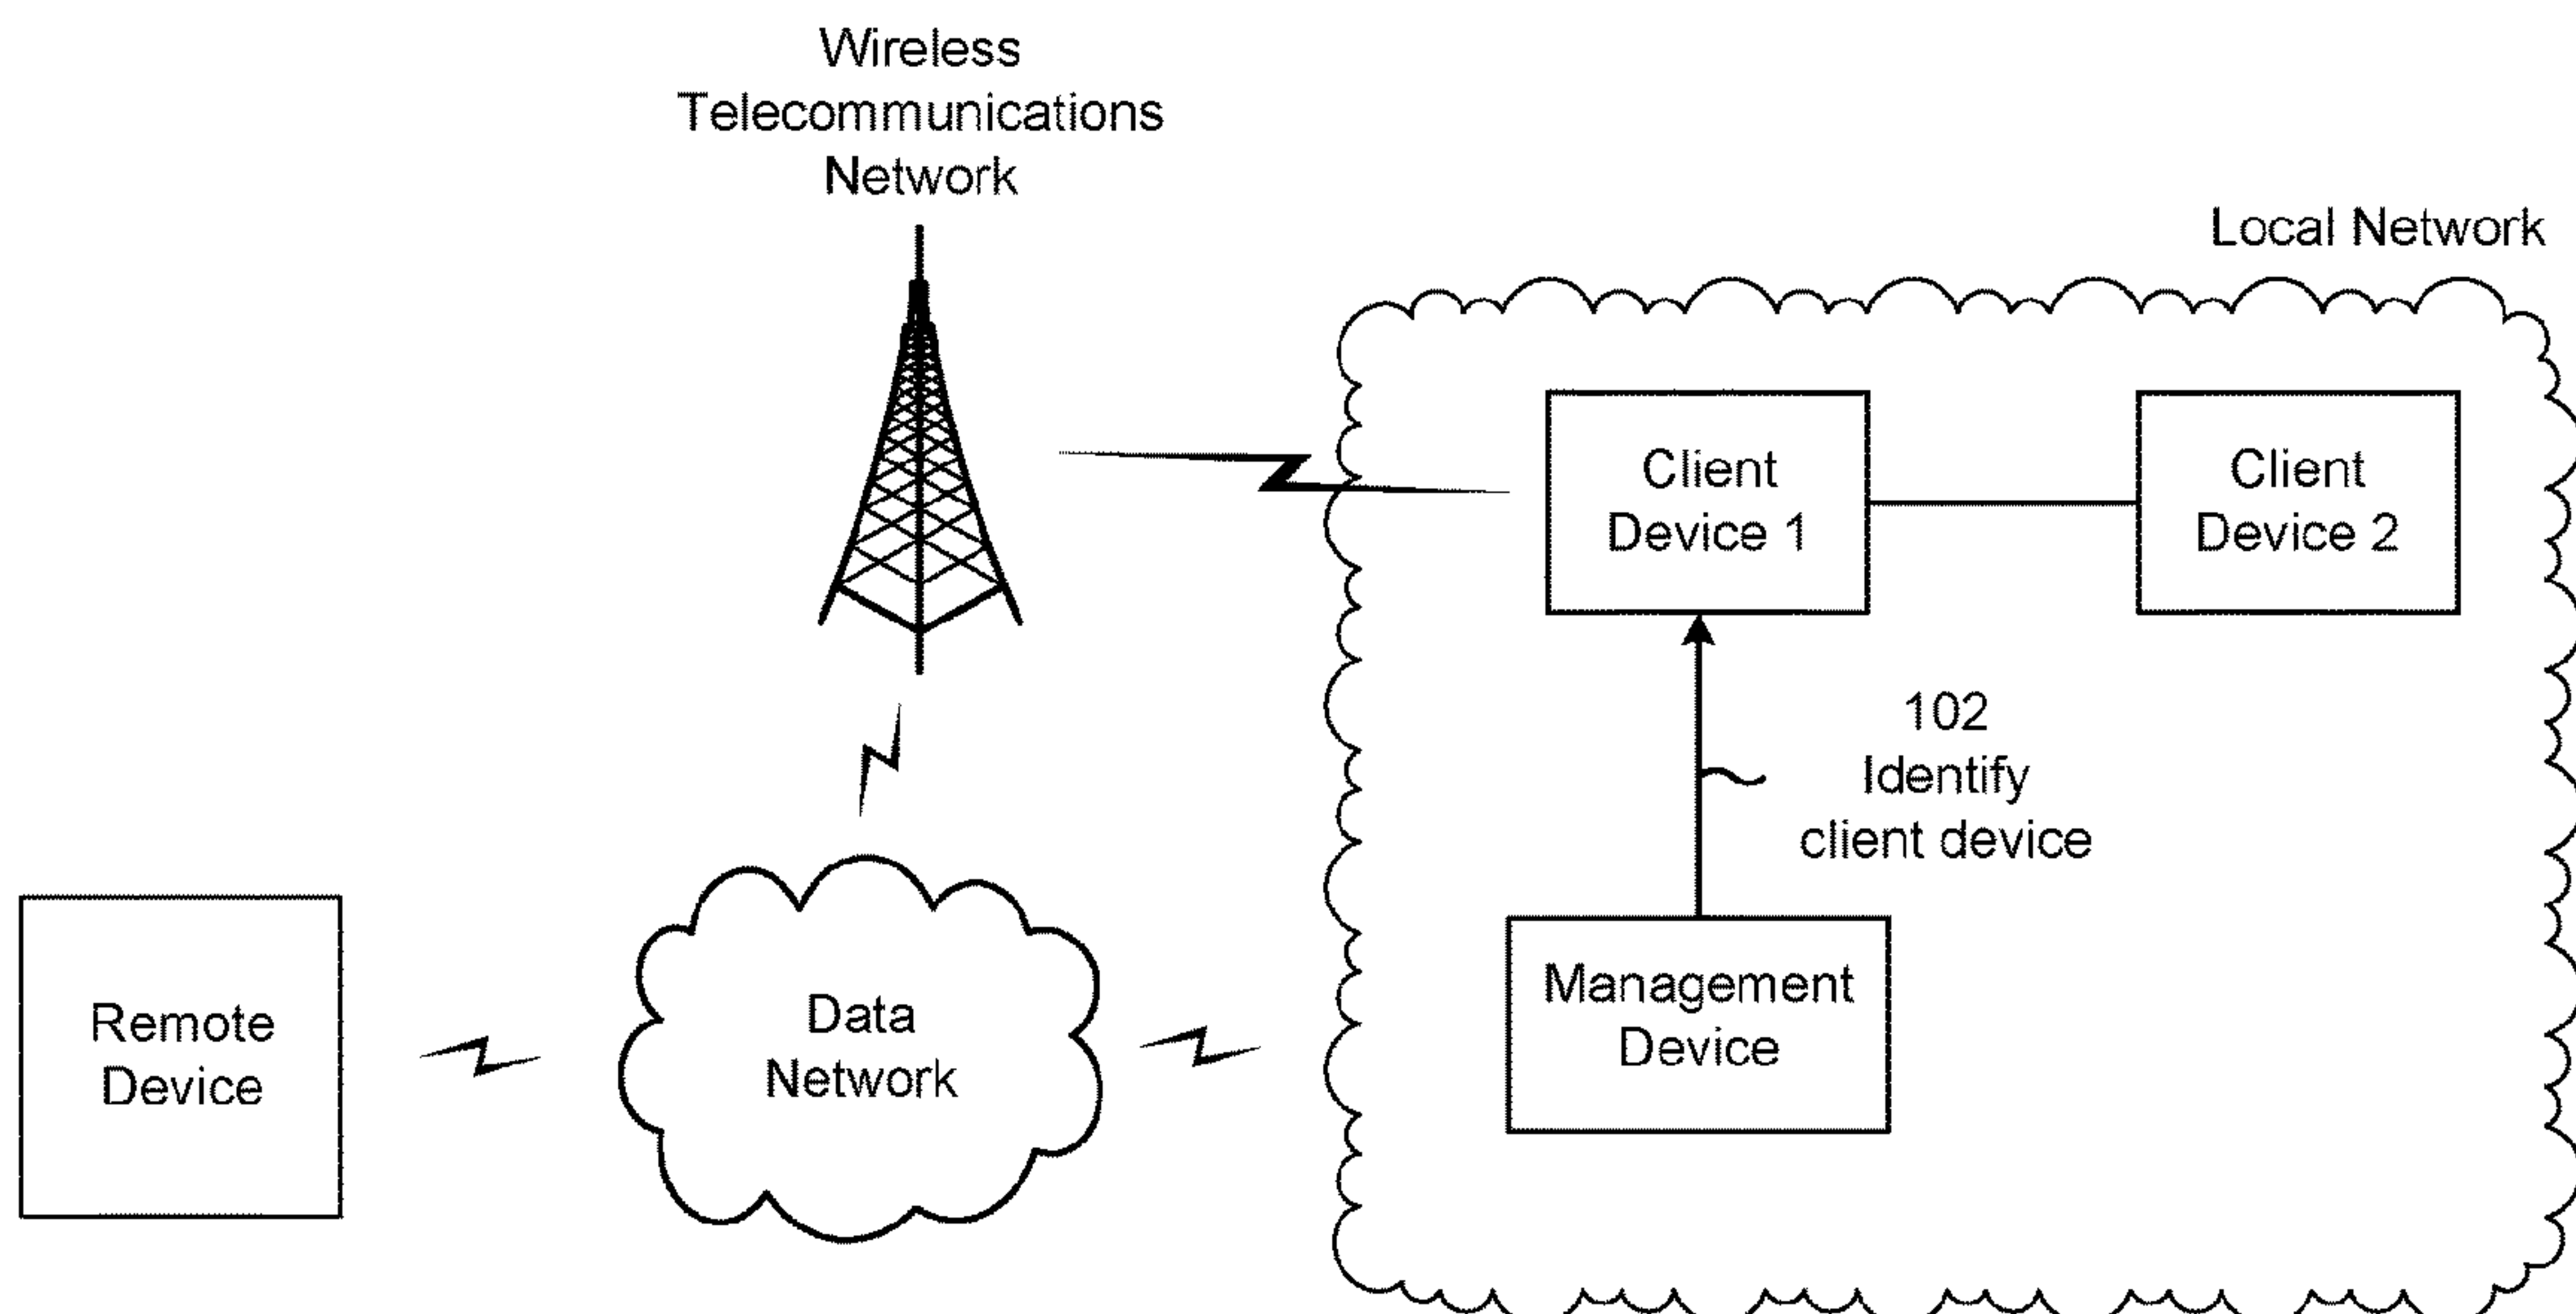 Wireless
Telecommunications
Network
Local Network
Client
Device 1
Client
Device 2
102
Identify
client device
Management
Device
Data
Network
Remote
Device